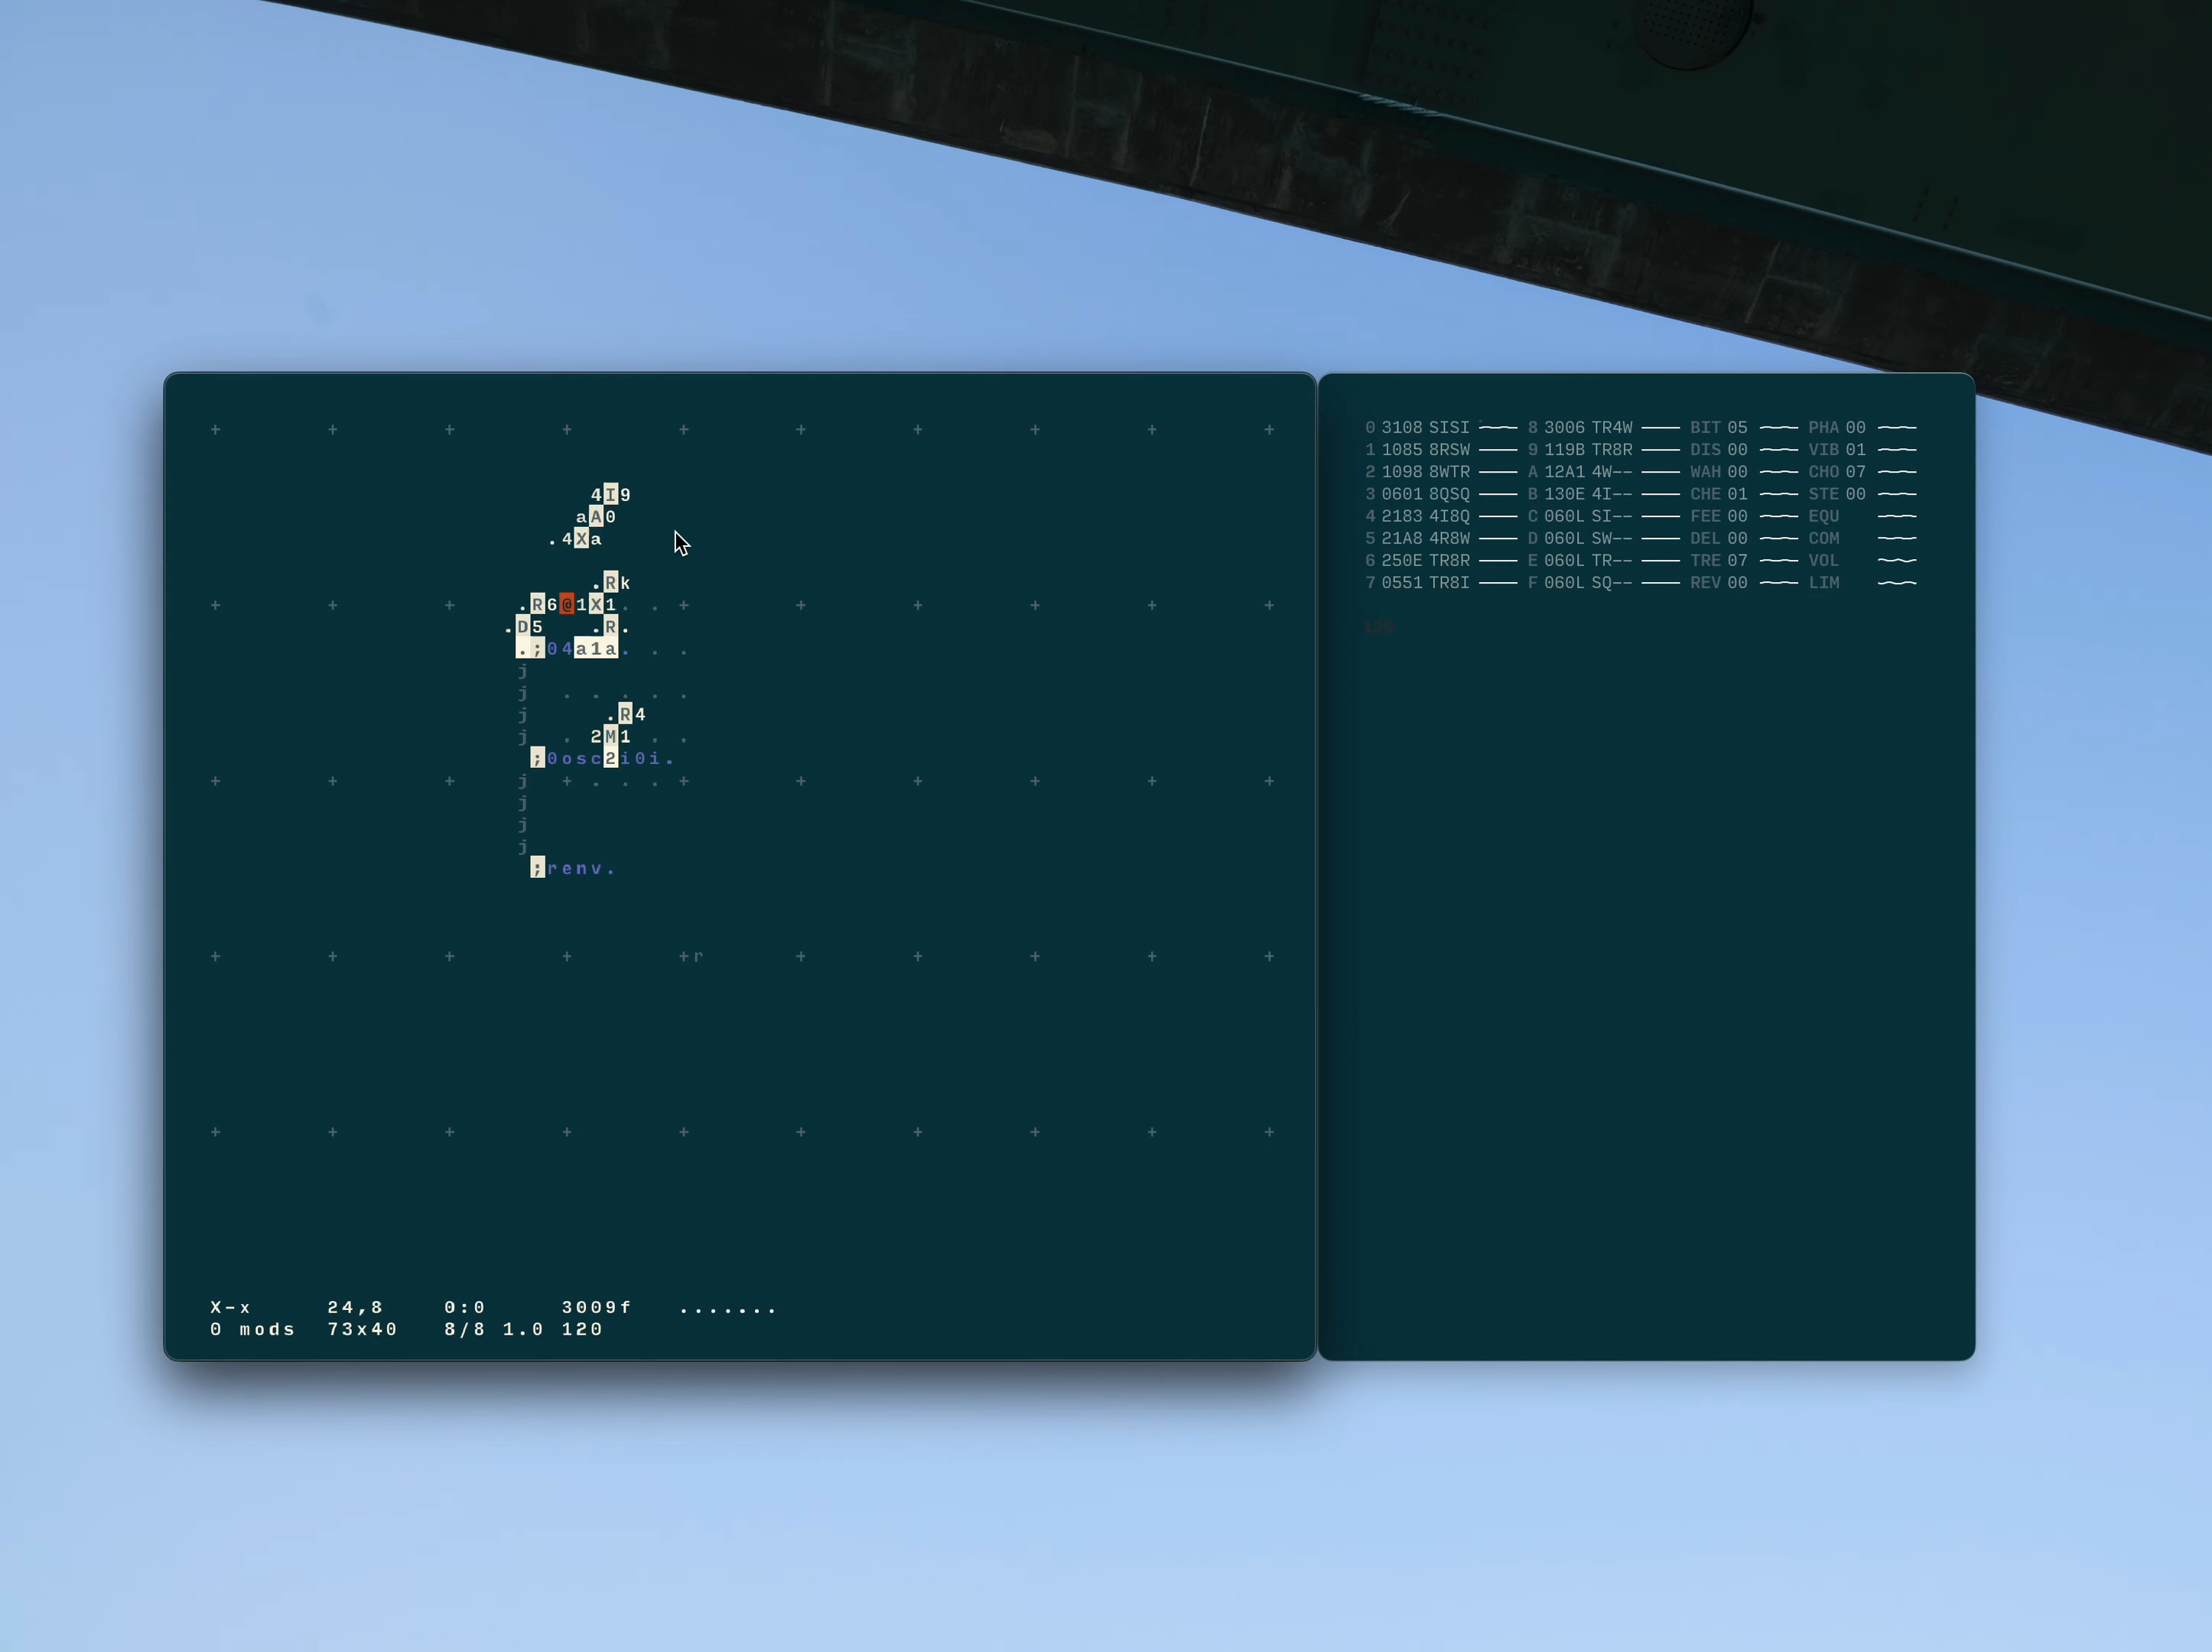 + + + + + + + + + +
4I9
aA0
.4Xa
.Rk
+ + + .R6@1X1. . + + + + + +
.D5 .R.
.;04a1a. . .
j
j . . . . .
j .R4
j . 2M1 . .
;0osc2i0i.
+ + j + . . . + + + + + +
j
j
j
;renv.
+ + + + +r + + + + +
+ + + + + + + + + +
X-x 24,8 0:0 3009f .......
0 mods 73x40 8/8 1.0 120
0 3108 SISI 8 3006 TR4W BIT 05 PHA 00
1 1085 8RSW 9 119B TR8R DIS 00 VIB 01
2 1098 8WTR A 12A1 4W-- WAH 00 CHO 07
3 0601 8QSQ B 130E 4I-- CHE 01 STE 00
4 2183 4I8Q C 060L SI-- FEE 00 EQU
5 21A8 4R8W D 060L SW-- DEL 00 COM
6 250E TR8R E 060L TR-- TRE 07 VOL
7 0551 TR8I F 060L SQ-- REV 00 LIM
120